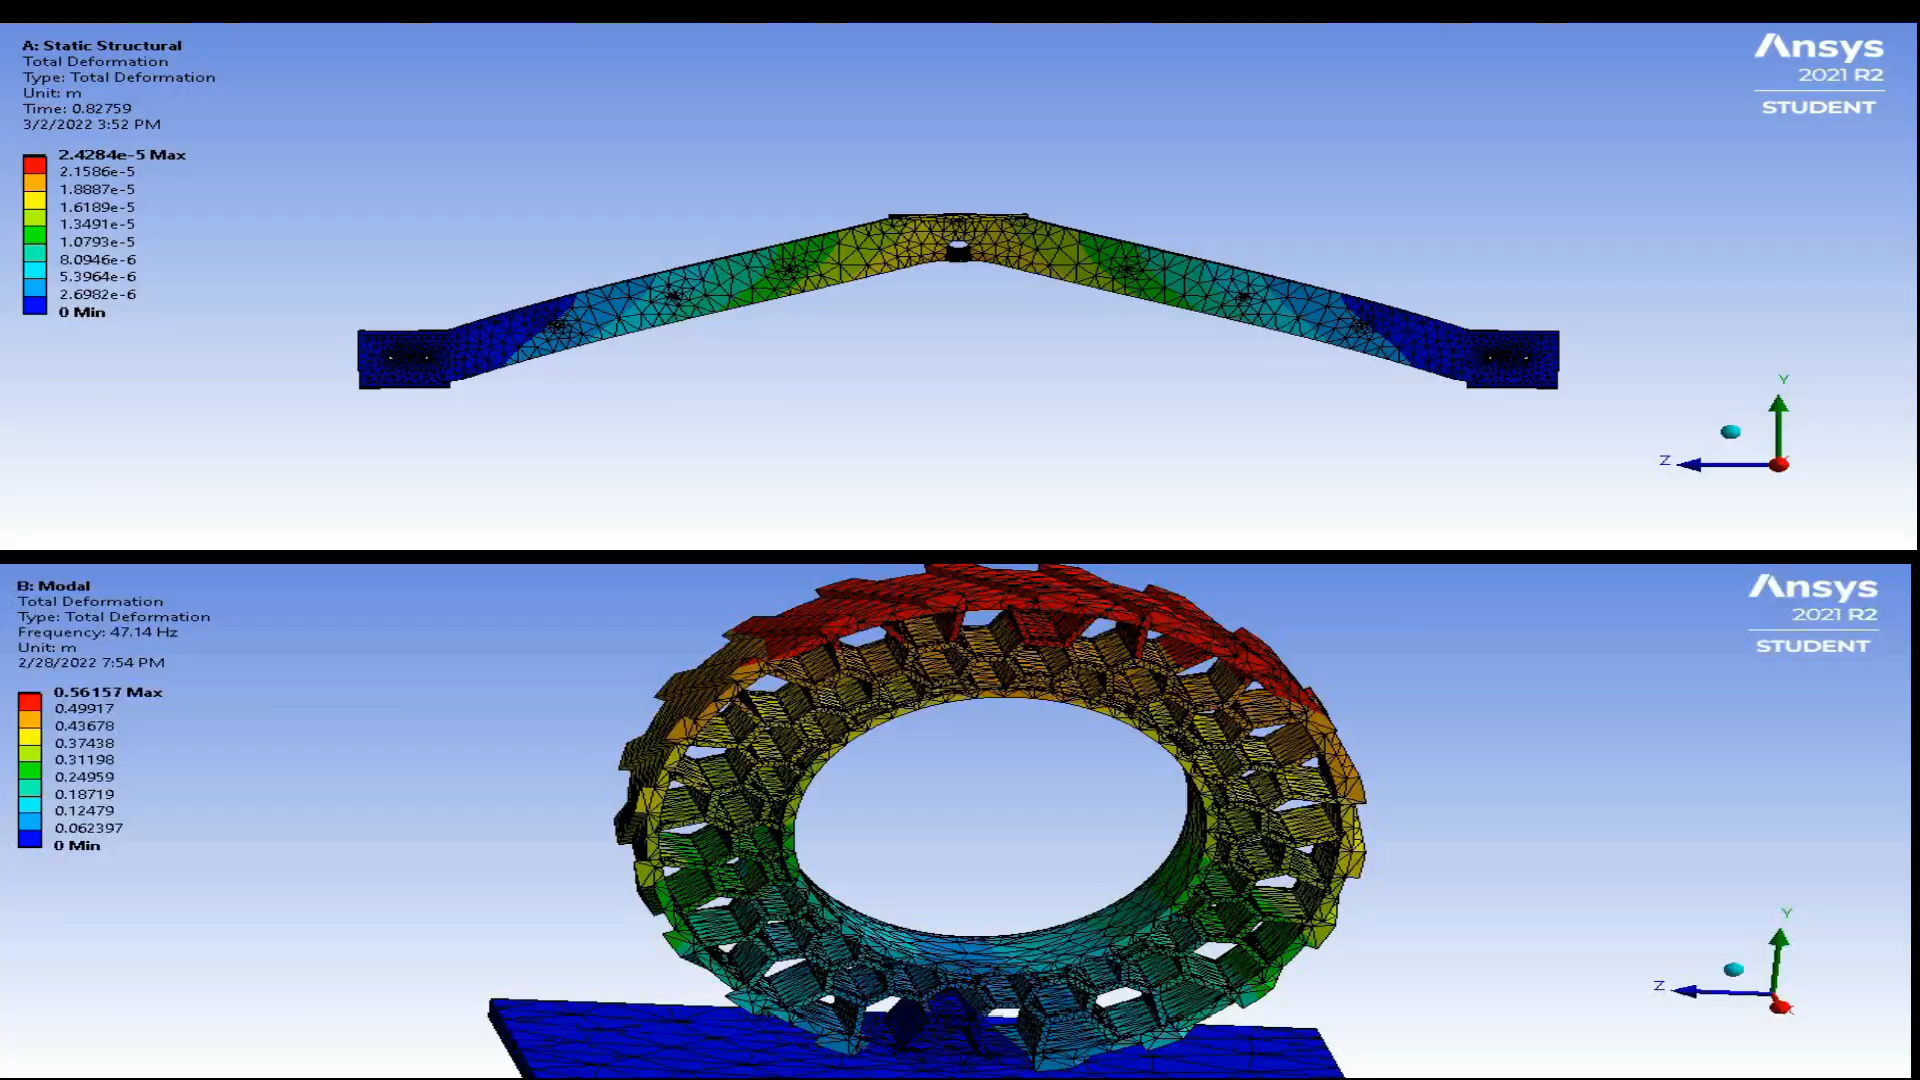 A: Static Structural
Total Deformation
Type: Total Deformation
Unit: m
Time: 0.82759
3/2/2022 3:52 PM
2.4284e-5 Max
2.1586e-5
1.8887e-5
1.6189e-5
1.3491e-5
1.0793e-5
8.0946e-6
5.3964e-6
2.6982e-6
0 Min
Ansys
2021 R2
STUDENT
Y
Z
B: Modal
Total Deformation
Type: Total Deformation
Frequency: 47.14 Hz
Unit: m
2/28/2022 7:54 PM
0.56157 Max
0.49917
0.43678
0.37438
0.31198
0.24959
0.18719
0.12479
0.062397
0 Min
Ansys
2021 R2
STUDENT
Y
Z
X